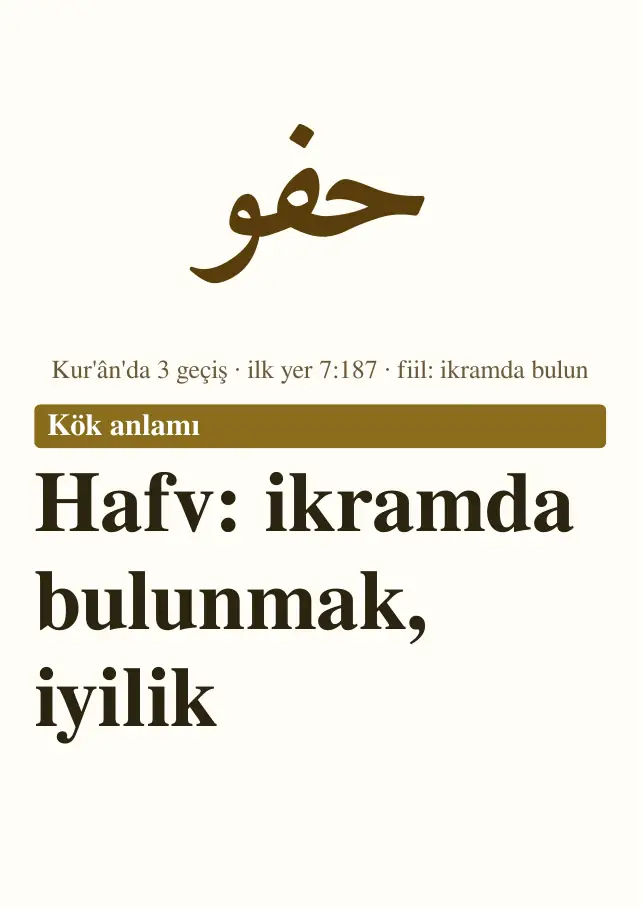 حفو
Kur'ân'da 3 geçiş · ilk yer 7:187 · fiil: ikramda bulun
Kök anlamı
Hafv: ikramda
bulunmak,
iyilik